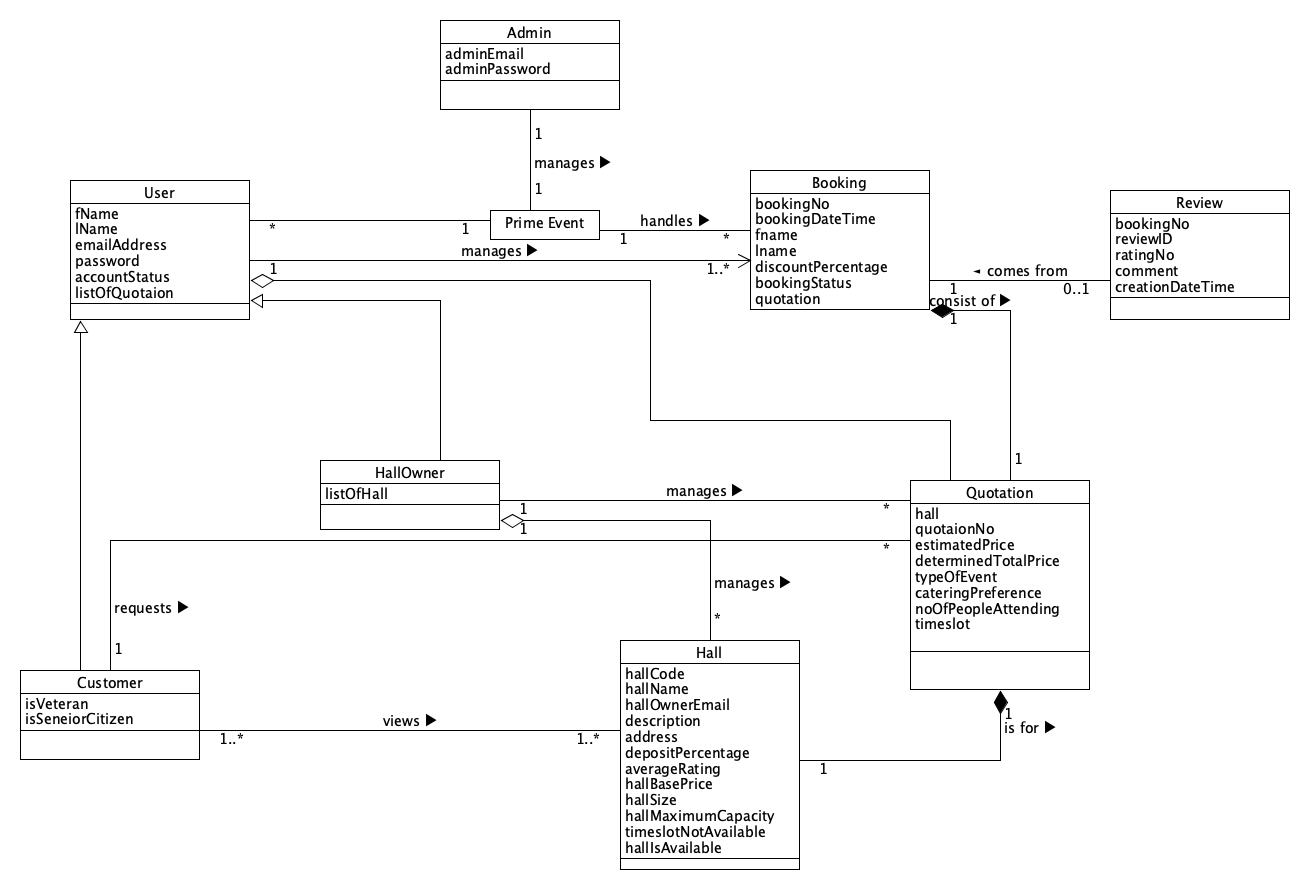 Admin
adminEmail
adminPassword
1
manages ▶
1
User
fName
lName
emailAddress
password
accountStatus
listOfQuotaion
*
1
Prime Event
handles ▶
1
*
manages ▶
1
1..*
Booking
bookingNo
bookingDateTime
fname
lname
discountPercentage
bookingStatus
quotation
◄ comes from
1
0..1
Review
bookingNo
reviewID
ratingNo
comment
creationDateTime
consist of ▶
1
1
HallOwner
listOfHall
manages ▶
1
*
1
*
manages ▶
*
Quotation
hall
quotaionNo
estimatedPrice
determinedTotalPrice
typeOfEvent
cateringPreference
noOfPeopleAttending
timeslot
requests ▶
1
Customer
isVeteran
isSeneiorCitizen
views ▶
1..*
1..*
Hall
hallCode
hallName
hallOwnerEmail
description
address
depositPercentage
averageRating
hallBasePrice
hallSize
hallMaximumCapacity
timeslotNotAvailable
hallIsAvailable
1
is for ▶
1